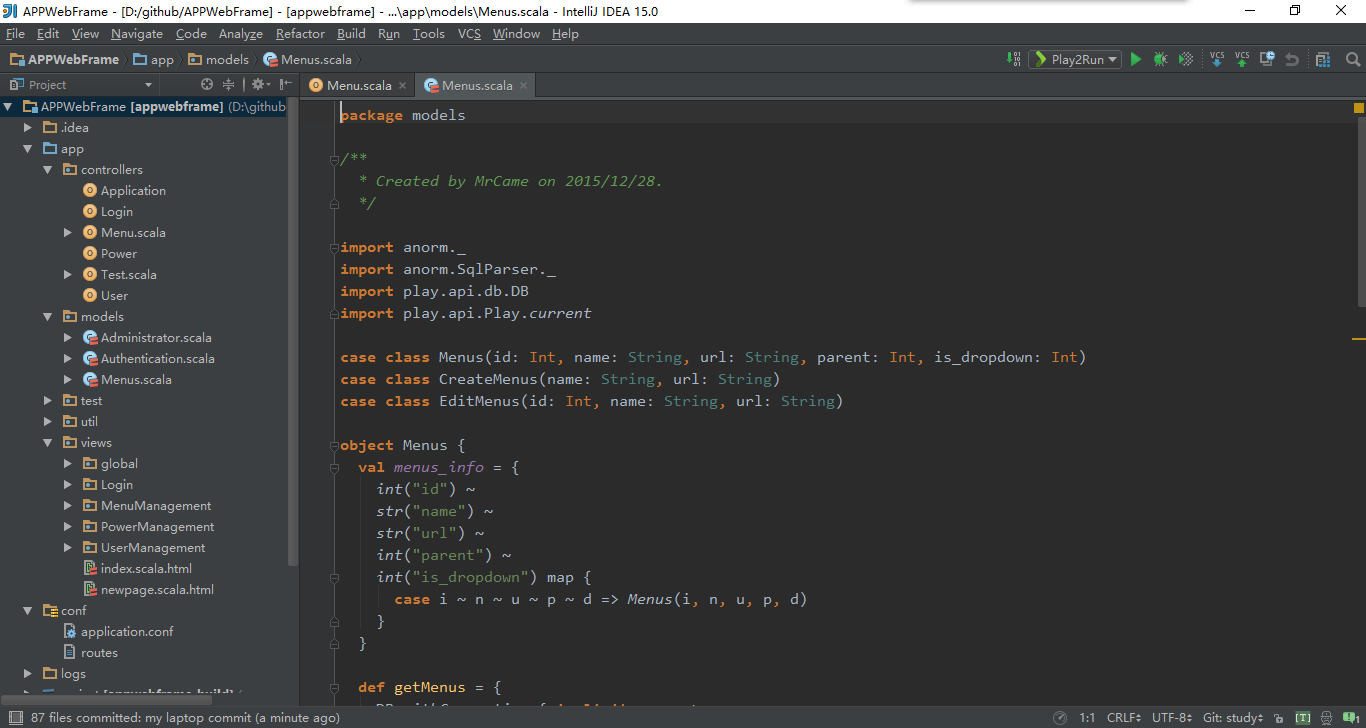 APPWebFrame - [D:/github/APPWebFrame] - [appwebframe] - ...\app\models\Menus.scala - IntelliJ IDEA 15.0
File Edit View Navigate Code Analyze Refactor Build Run Tools VCS Window Help
APPWebFrame app models Menus.scala Play2Run VCS VCS
Project Menu.scala Menus.scala
APPWebFrame [appwebframe] (D:\github
.idea
app
controllers
Application
Login
Menu.scala
Power
Test.scala
User
models
Administrator.scala
Authentication.scala
Menus.scala
test
util
views
global
Login
MenuManagement
PowerManagement
UserManagement
index.scala.html
newpage.scala.html
conf
application.conf
routes
logs
package models
/**
* Created by MrCame on 2015/12/28.
*/
import anorm._
import anorm.SqlParser._
import play.api.db.DB
import play.api.Play.current
case class Menus(id: Int, name: String, url: String, parent: Int, is_dropdown: Int)
case class CreateMenus(name: String, url: String)
case class EditMenus(id: Int, name: String, url: String)
object Menus {
val menus_info = {
int("id") ~
str("name") ~
str("url") ~
int("parent") ~
int("is_dropdown") map {
case i ~ n ~ u ~ p ~ d => Menus(i, n, u, p, d)
}
}
def getMenus = {
87 files committed: my laptop commit (a minute ago) 1:1 CRLF UTF-8 Git: study [T] 1